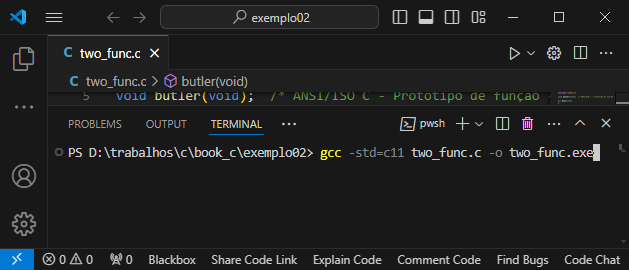 exemplo02
C two_func.c
C two_func.c > butler(void)
5 void butler(void); /* ANSI/ISO C - Protótipo de função
PROBLEMS OUTPUT TERMINAL ... pwsh
PS D:\trabalhos\c\book_c\exemplo02> gcc -std=c11 two_func.c -o two_func.exe
0 0 0 Blackbox Share Code Link Explain Code Comment Code Find Bugs Code Chat